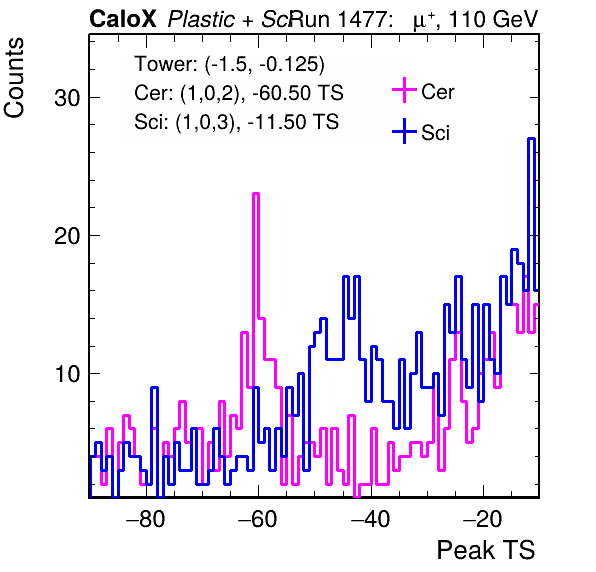 CaloX Plastic + Sci Run 1477: μ⁺, 110 GeV
Counts
Tower: (-1.5, -0.125)
Cer: (1,0,2), -60.50 TS
Sci: (1,0,3), -11.50 TS
Cer
Sci
30
20
10
−80 −60 −40 −20
Peak TS